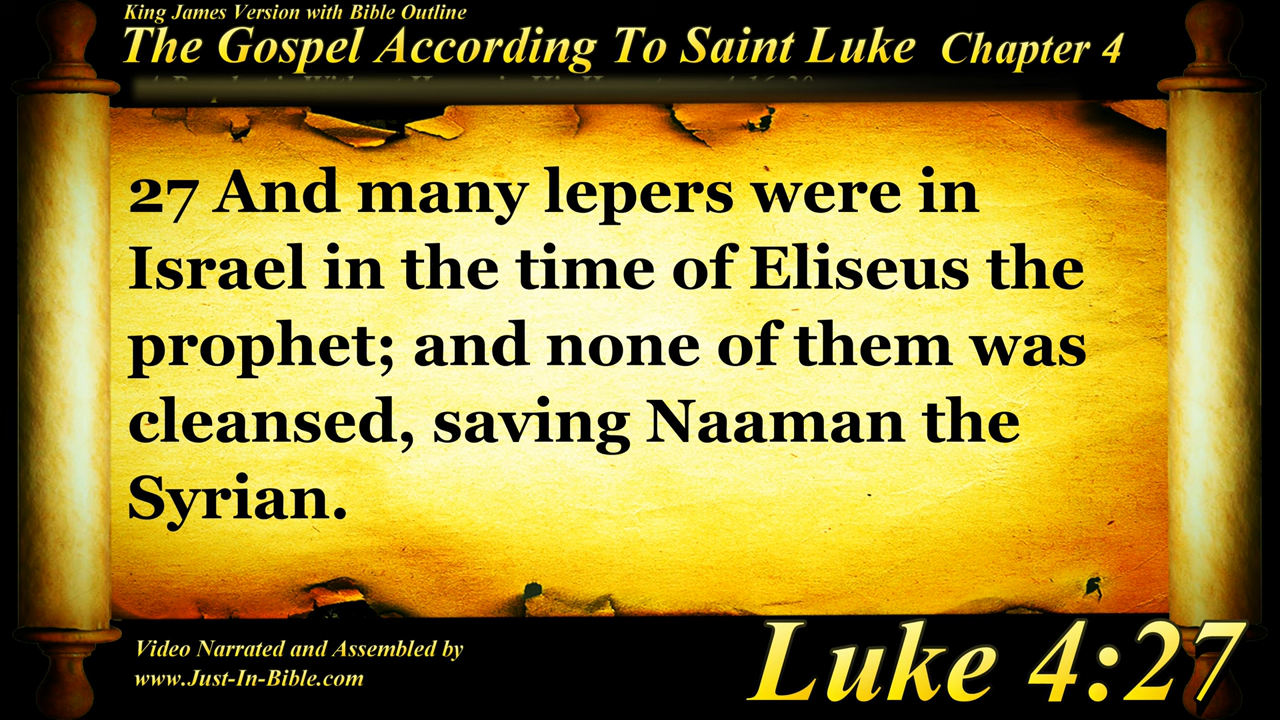 King James Version with Bible Outline
The Gospel According To Saint Luke Chapter 4
27 And many lepers were in
Israel in the time of Eliseus the
prophet; and none of them was
cleansed, saving Naaman the
Syrian.
Video Narrated and Assembled by
www.Just-In-Bible.com
Luke 4:27